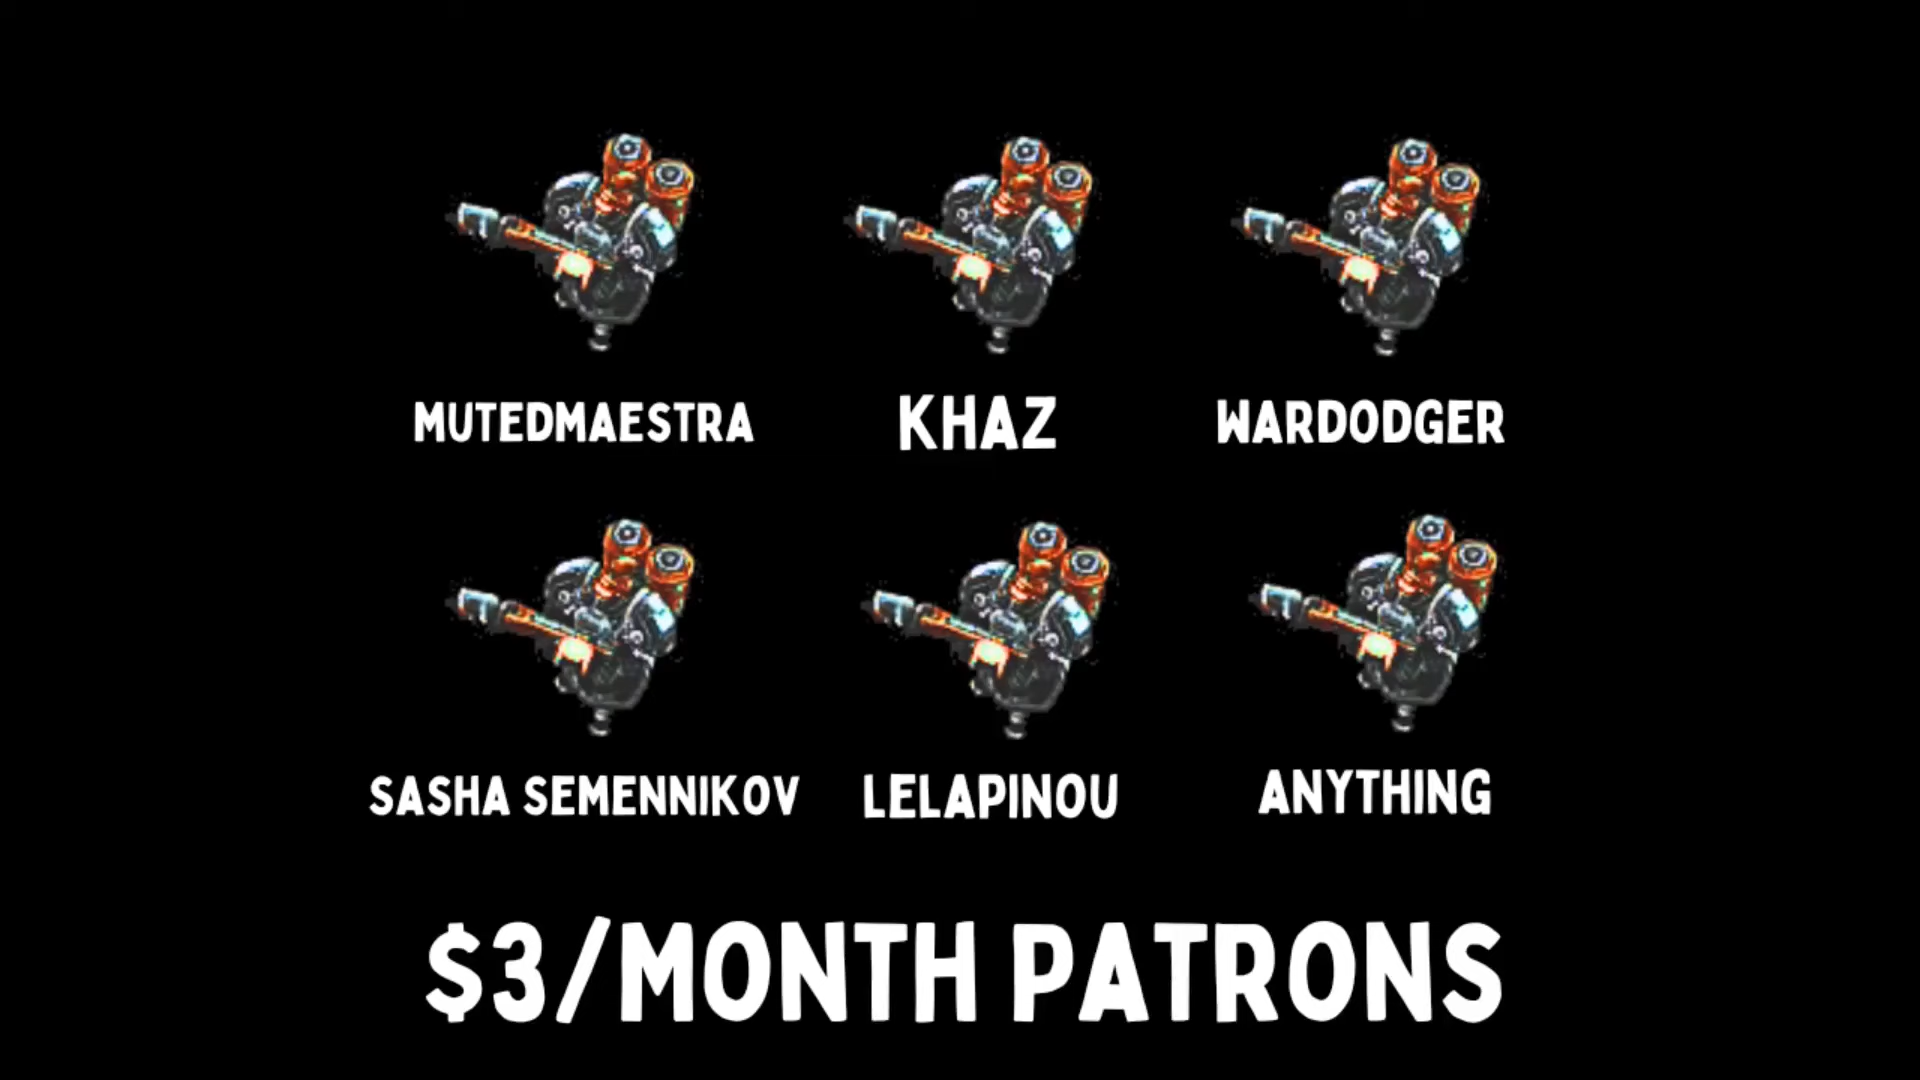 MUTEDMAESTRA KHAZ WARDODGER
SASHA SEMENNIKOV LELAPINOU ANYTHING
$3/MONTH PATRONS